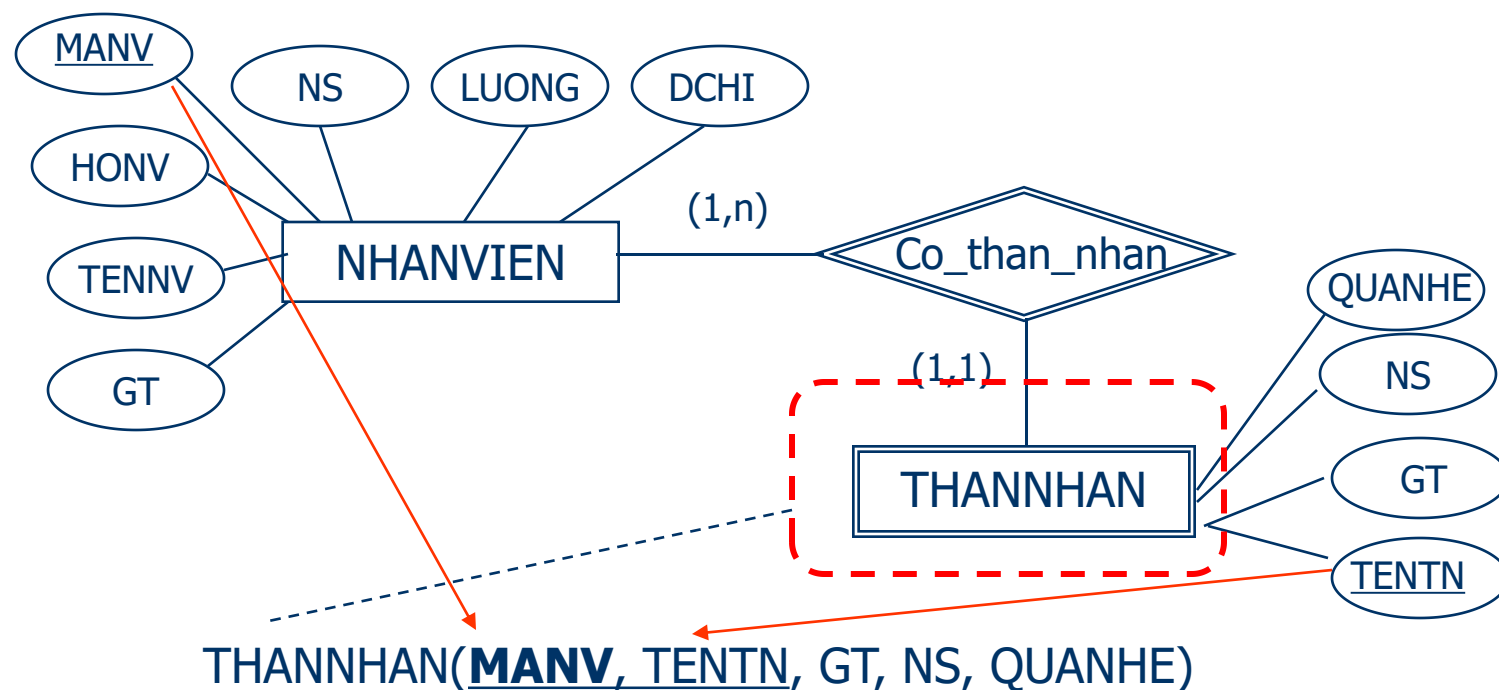 MANV
NS
LUONG
DCHI
HONV
TENNV
GT
NHANVIEN
(1,n)
Co_than_nhan
(1,1)
QUANHE
NS
GT
TENTN
THANNHAN
THANNHAN(MANV, TENTN, GT, NS, QUANHE)